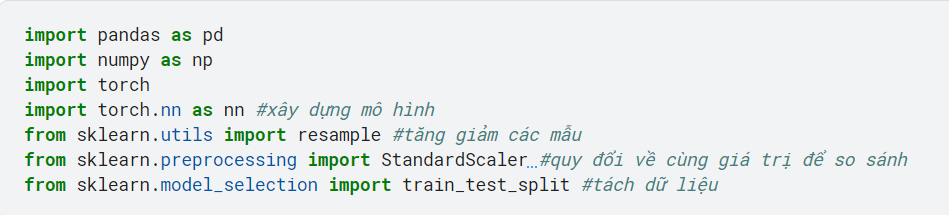 import pandas as pd
import numpy as np
import torch
import torch.nn as nn #xây dựng mô hình
from sklearn.utils import resample #tăng giảm các mẫu
from sklearn.preprocessing import StandardScaler #quy đổi về cùng giá trị để so sánh
from sklearn.model_selection import train_test_split #tách dữ liệu